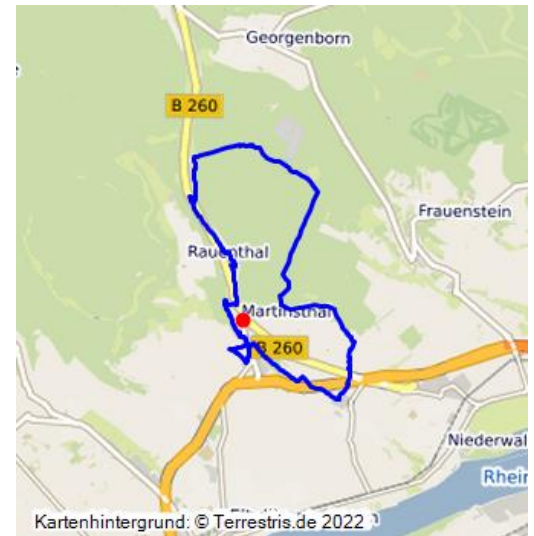 Georgenborn
B 260
Frauenstein
Rauenthal
Martinsthal
B 260
Niederwal
Rhein
Kartenhintergrund: © Terrestris.de 2022